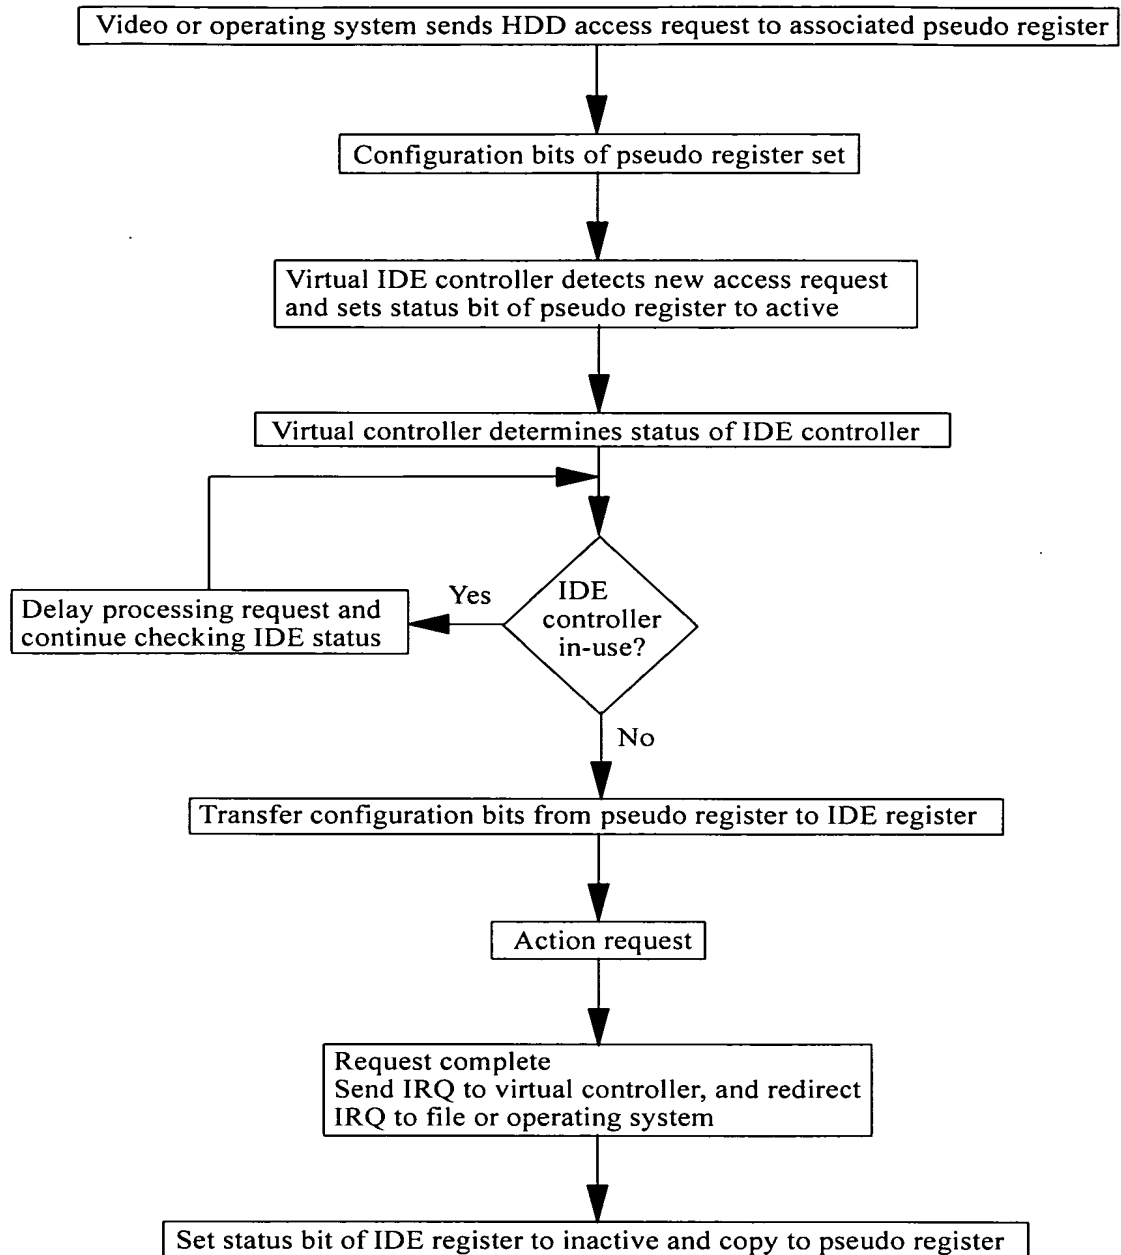 Video or operating system sends HDD access request to associated pseudo register
Configuration bits of pseudo register set
Virtual IDE controller detects new access request
and sets status bit of pseudo register to active
Virtual controller determines status of IDE controller
IDE
controller
in-use?
Yes
Delay processing request and
continue checking IDE status
No
Transfer configuration bits from pseudo register to IDE register
Action request
Request complete
Send IRQ to virtual controller, and redirect
IRQ to file or operating system
Set status bit of IDE register to inactive and copy to pseudo register